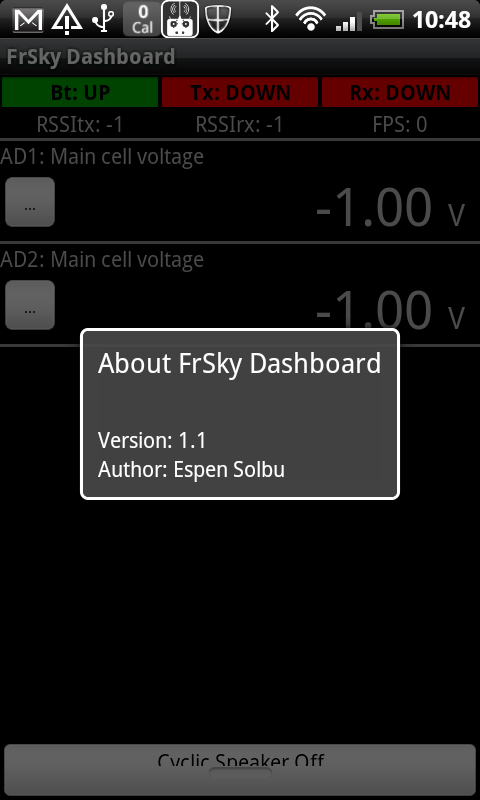 0
Cal
10:48
FrSky Dashboard
Bt: UP Tx: DOWN Rx: DOWN
RSSItx: -1 RSSIrx: -1 FPS: 0
AD1: Main cell voltage
... -1.00 V
AD2: Main cell voltage
... -1.00 V
About FrSky Dashboard
Version: 1.1
Author: Espen Solbu
Cyclic Speaker Off